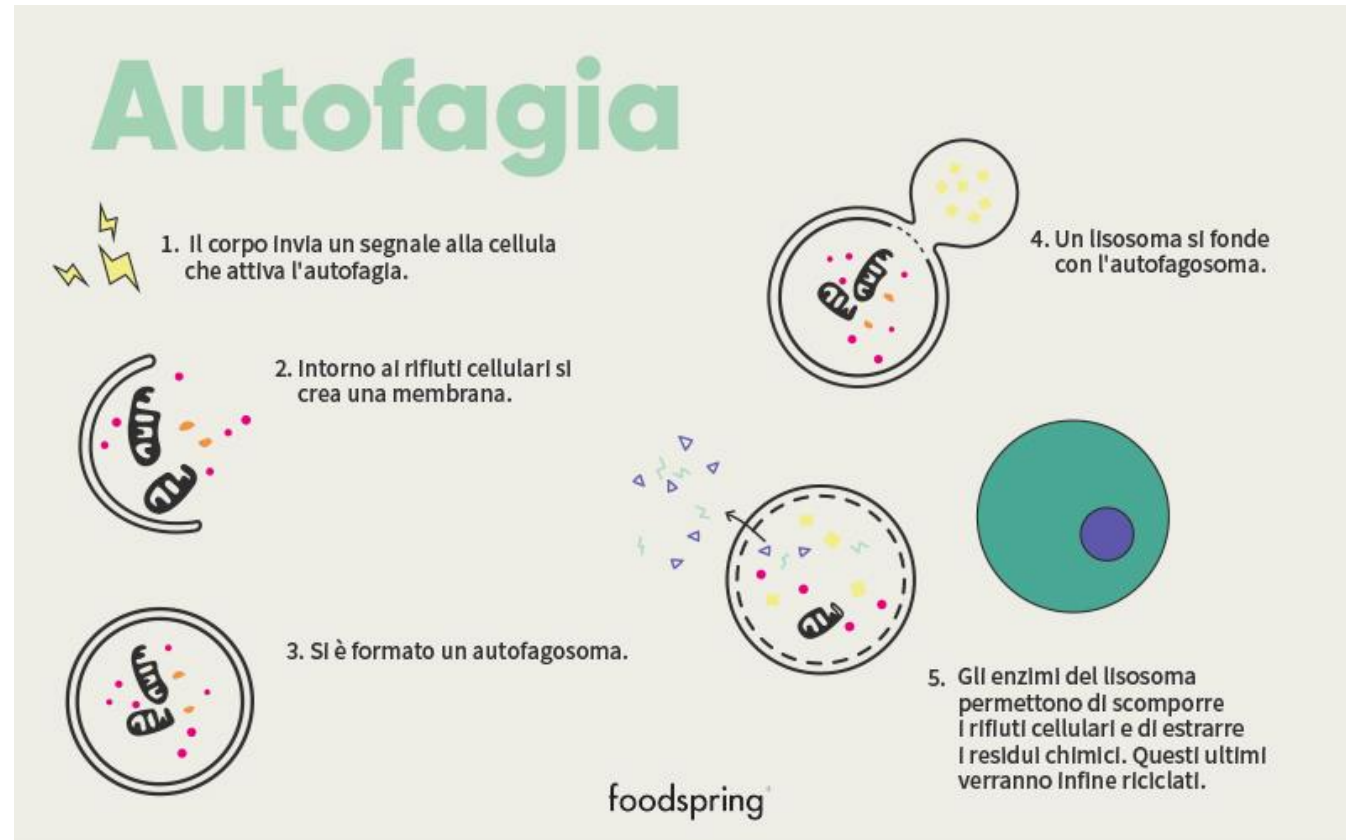 Autofagia
1. Il corpo invia un segnale alla cellula
che attiva l'autofagia.
2. Intorno ai rifiuti cellulari si
crea una membrana.
3. Si è formato un autofagosoma.
4. Un lisosoma si fonde
con l'autofagosoma.
5. Gli enzimi del lisosoma
permettono di scomporre
i rifiuti cellulari e di estrarre
i residui chimici. Questi ultimi
verranno infine riciclati.
foodspring®